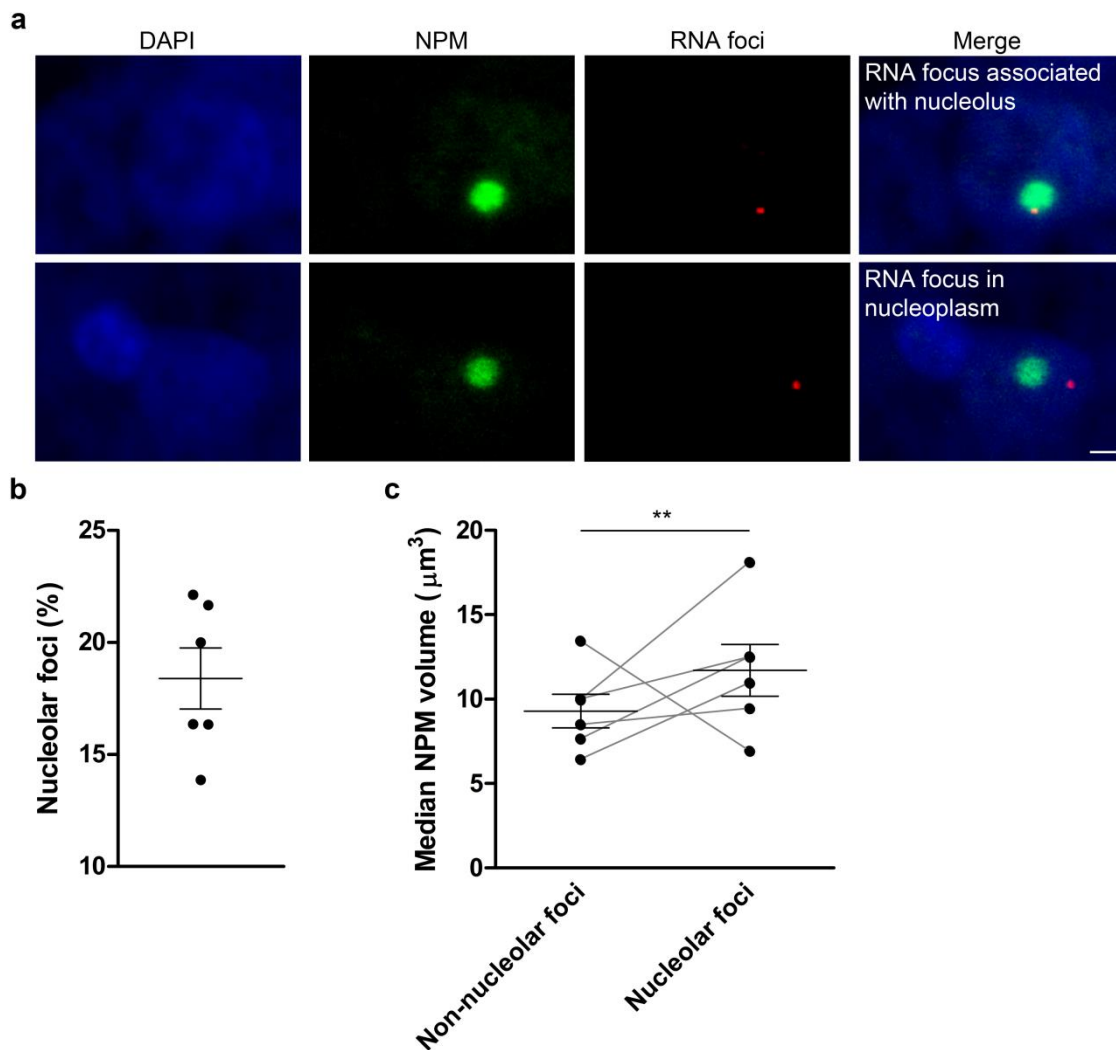 a
DAPI NPM RNA foci Merge
RNA focus associated
with nucleolus
RNA focus in
nucleoplasm
b
Nucleolar foci (%)
25
20
15
10
c
Median NPM volume (μm³)
20
15
10
5
0
**
Non-nucleolar foci
Nucleolar foci